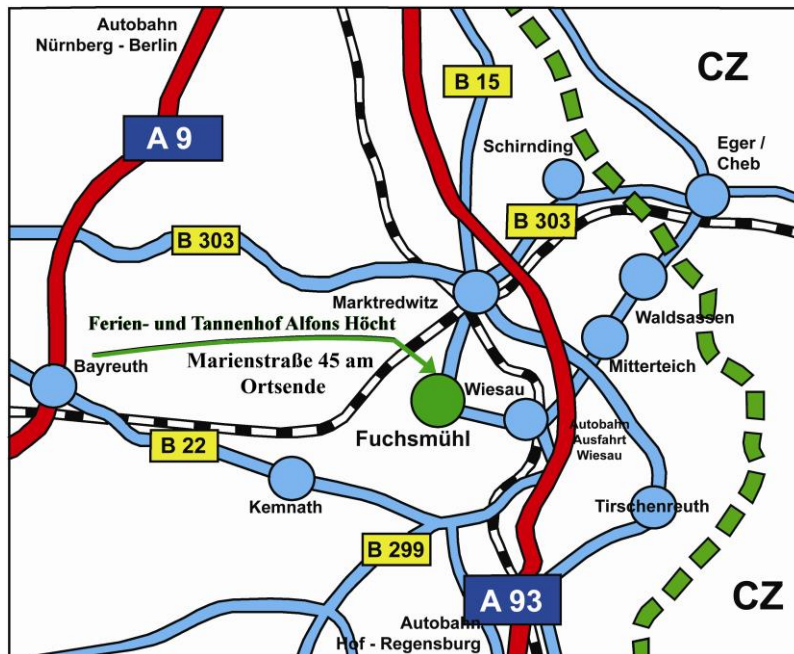 Autobahn
Nürnberg - Berlin
CZ
B 15
A 9
Schirnding
Eger /
Cheb
B 303
B 303
Marktredwitz
Waldsassen
Ferien- und Tannenhof Alfons Höcht
Marienstraße 45 am
Ortsende
Bayreuth
Mitterteich
Wiesau
Fuchsmühl
Autobahn
Ausfahrt
Wiesau
B 22
Kemnath
Tirschenreuth
B 299
A 93
CZ
Autobahn
Hof - Regensburg